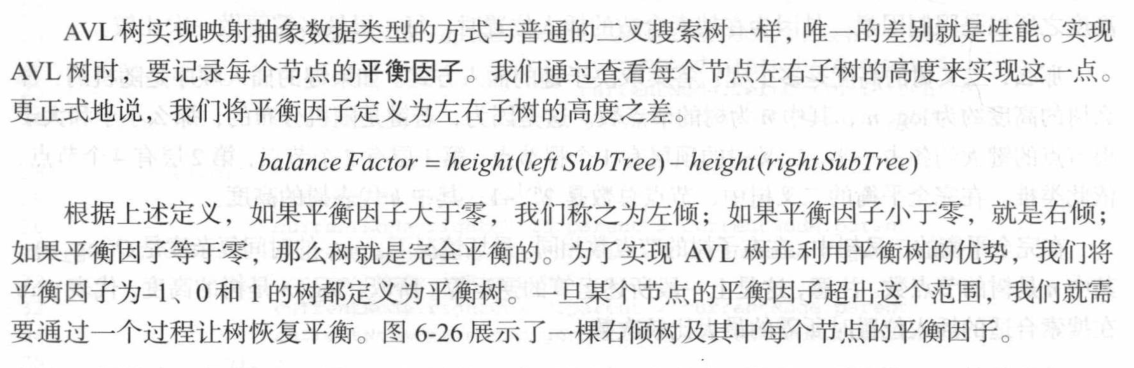 AVL树实现映射抽象数据类型的方式与普通的二叉搜索树一样，唯一的差别就是性能。实现
AVL树时，要记录每个节点的平衡因子。我们通过查看每个节点左右子树的高度来实现这一点。
更正式地说，我们将平衡因子定义为左右子树的高度之差。
balance Factor = height(left SubTree) − height(rightSubTree)
根据上述定义，如果平衡因子大于零，我们称之为左倾；如果平衡因子小于零，就是右倾；
如果平衡因子等于零，那么树就是完全平衡的。为了实现 AVL 树并利用平衡树的优势，我们将
平衡因子为–1、0 和 1 的树都定义为平衡树。一旦某个节点的平衡因子超出这个范围，我们就需
要通过一个过程让树恢复平衡。图 6-26 展示了一棵右倾树及其中每个节点的平衡因子。